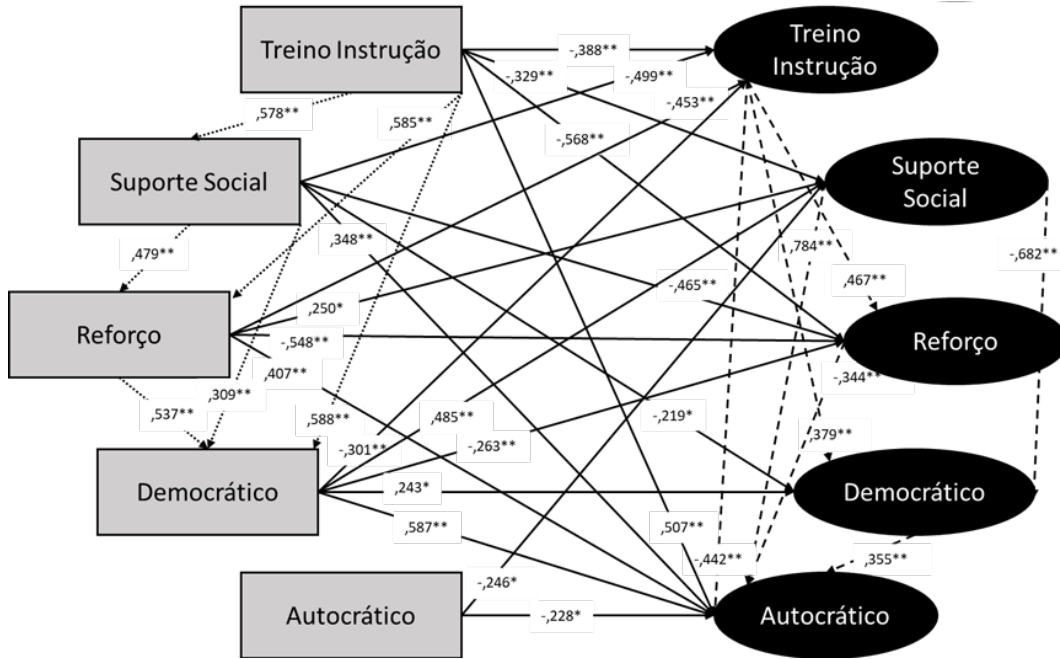 Treino Instrução
Treino
Instrução
-,388**
-,329**
-,499**
-,453**
,578**
,585**
-,568**
Suporte Social
Suporte
Social
,479**
,348**
,784**
-,682**
-,465**
,467**
,250*
Reforço
Reforço
-,548**
,407**
-,344**
,309**
,537**
,588**
,485**
-,219*
-,301**
-,263**
,379**
Democrático
,243*
Democrático
,587**
,507**
-,442**
,355**
-,246*
Autocrático
-,228*
Autocrático